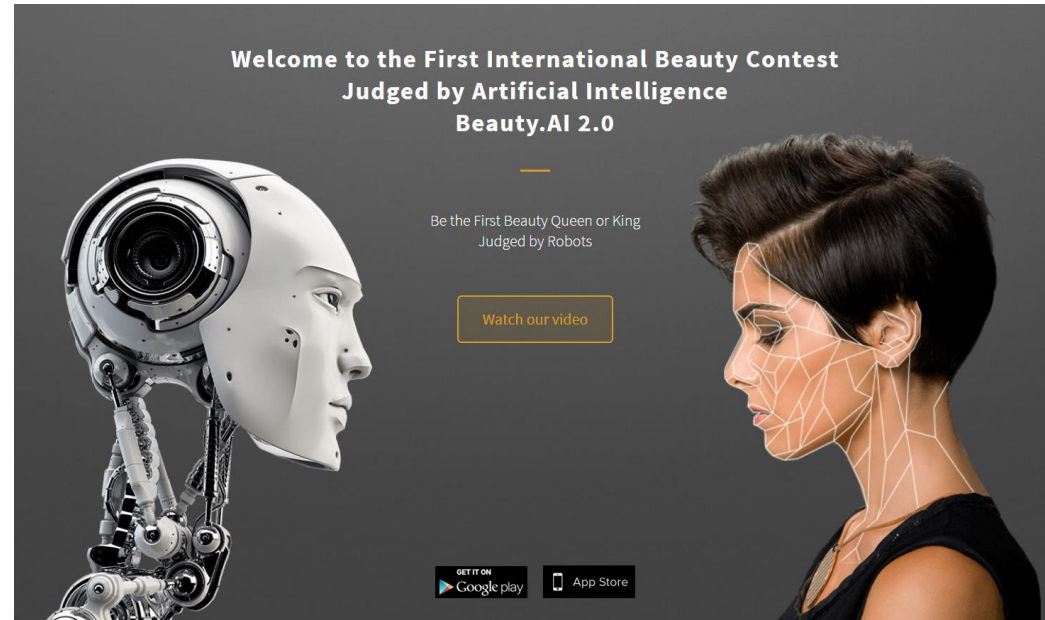 Welcome to the First International Beauty Contest
Judged by Artificial Intelligence
Beauty.AI 2.0
Be the First Beauty Queen or King
Judged by Robots
Watch our video
GET IT ON
Google play
App Store